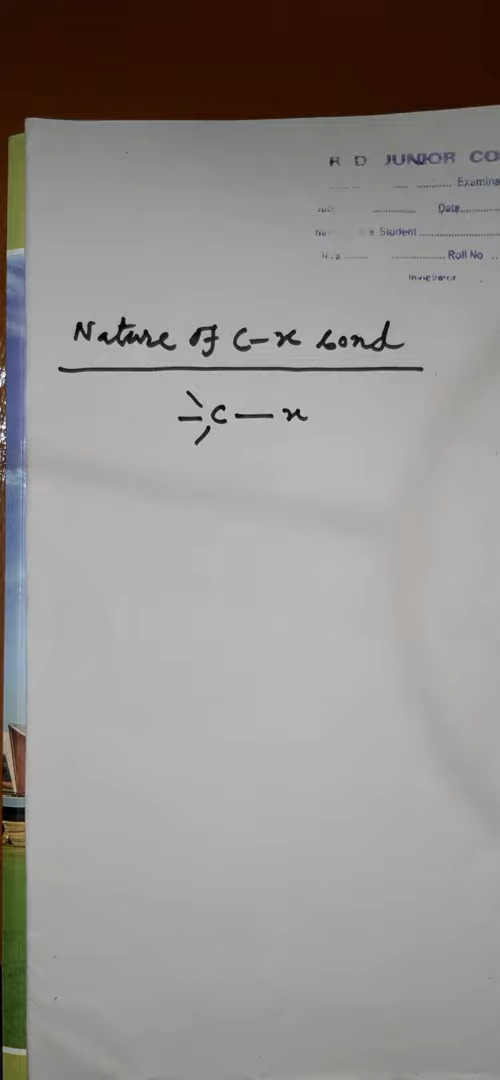 R D JUNIOR CO
Examina
Date
Student
Roll No
Nature of C-x bond
C — x